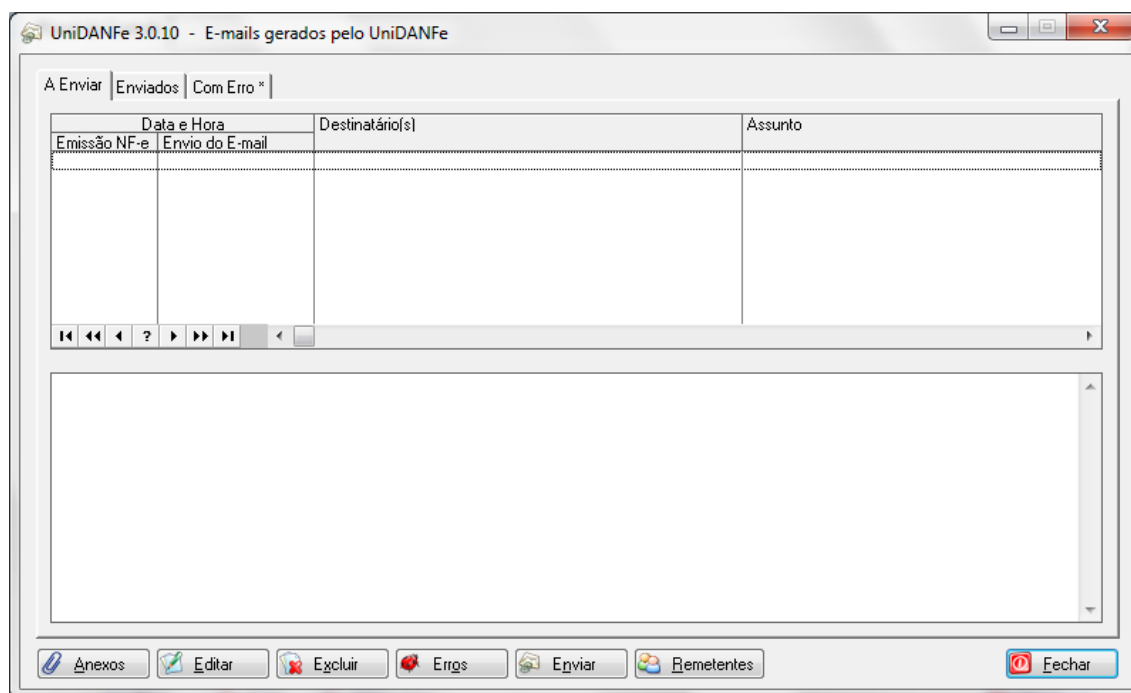 UniDANFe 3.0.10 - E-mails gerados pelo UniDANFe
A Enviar Enviados Com Erro *
Data e Hora Destinatário(s) Assunto
Emissão NF-e Envio do E-mail
?
Anexos Editar Excluir Erros Enviar Remetentes Fechar